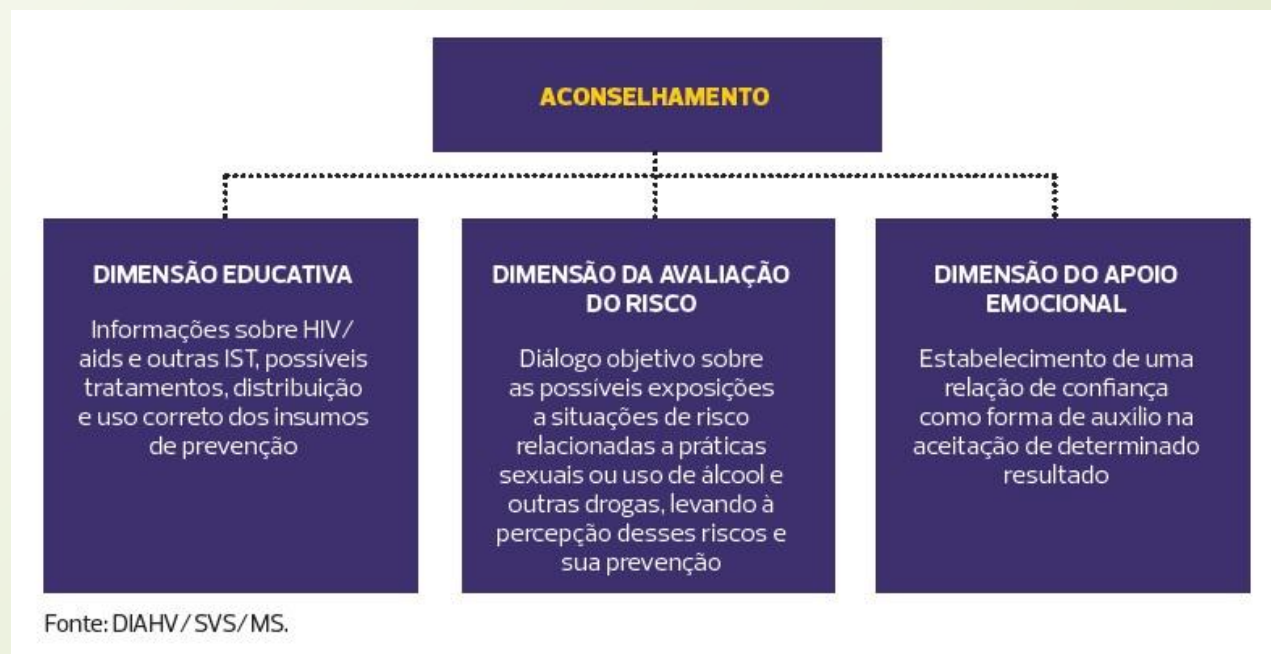 ACONSELHAMENTO
DIMENSÃO EDUCATIVA
Informações sobre HIV/
aids e outras IST, possíveis
tratamentos, distribuição
e uso correto dos insumos
de prevenção
DIMENSÃO DA AVALIAÇÃO
DO RISCO
Diálogo objetivo sobre
as possíveis exposições
a situações de risco
relacionadas a práticas
sexuais ou uso de álcool e
outras drogas, levando à
percepção desses riscos e
sua prevenção
DIMENSÃO DO APOIO
EMOCIONAL
Estabelecimento de uma
relação de confiança
como forma de auxílio na
aceitação de determinado
resultado
Fonte: DIAHV/SVS/MS.